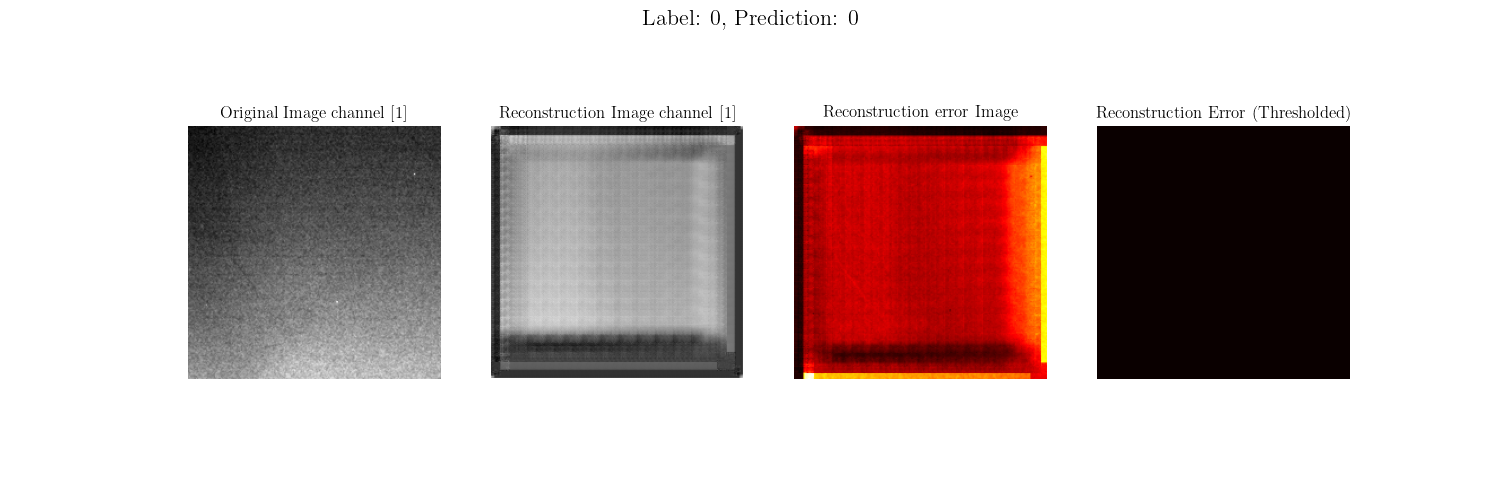 Label: 0, Prediction: 0
Original Image channel [1]
Reconstruction Image channel [1]
Reconstruction error Image
Reconstruction Error (Thresholded)